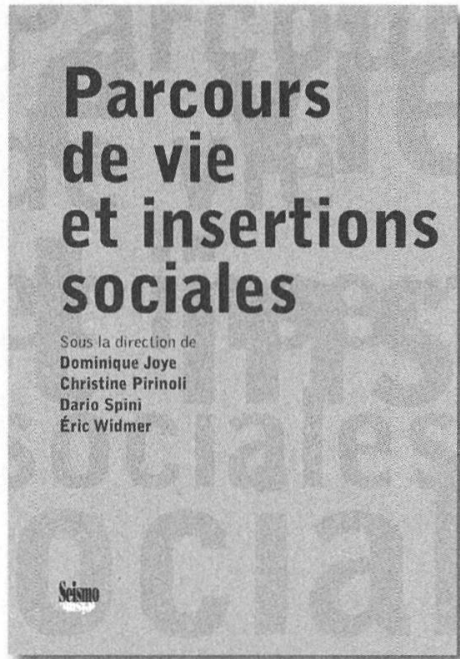 Parcours
de vie
et insertions
sociales
Sous la direction de
Dominique Joye
Christine Pirinoli
Dario Spini
Éric Widmer
Seismo